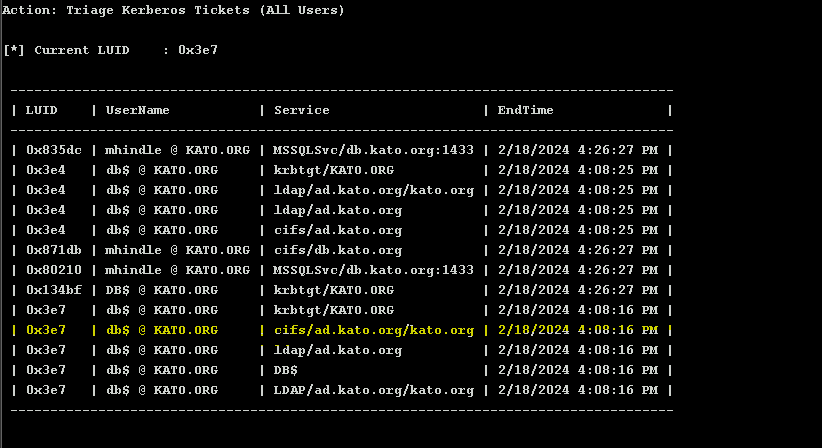 Action: Triage Kerberos Tickets (All Users)
[*] Current LUID    : 0x3e7
-----------------------------------------------------------------------------------
| LUID    | UserName           | Service                   | EndTime              |
-----------------------------------------------------------------------------------
| 0x835dc | mhindle @ KATO.ORG | MSSQLSvc/db.kato.org:1433 | 2/18/2024 4:26:27 PM |
| 0x3e4   | db$ @ KATO.ORG     | krbtgt/KATO.ORG           | 2/18/2024 4:08:25 PM |
| 0x3e4   | db$ @ KATO.ORG     | ldap/ad.kato.org/kato.org | 2/18/2024 4:08:25 PM |
| 0x3e4   | db$ @ KATO.ORG     | ldap/ad.kato.org          | 2/18/2024 4:08:25 PM |
| 0x3e4   | db$ @ KATO.ORG     | cifs/ad.kato.org          | 2/18/2024 4:08:25 PM |
| 0x871db | mhindle @ KATO.ORG | cifs/db.kato.org          | 2/18/2024 4:26:27 PM |
| 0x80210 | mhindle @ KATO.ORG | MSSQLSvc/db.kato.org:1433 | 2/18/2024 4:26:27 PM |
| 0x134bf | DB$ @ KATO.ORG     | krbtgt/KATO.ORG           | 2/18/2024 4:26:27 PM |
| 0x3e7   | db$ @ KATO.ORG     | krbtgt/KATO.ORG           | 2/18/2024 4:08:16 PM |
| 0x3e7   | db$ @ KATO.ORG     | cifs/ad.kato.org/kato.org | 2/18/2024 4:08:16 PM |
| 0x3e7   | db$ @ KATO.ORG     | ldap/ad.kato.org          | 2/18/2024 4:08:16 PM |
| 0x3e7   | db$ @ KATO.ORG     | DB$                       | 2/18/2024 4:08:16 PM |
| 0x3e7   | db$ @ KATO.ORG     | LDAP/ad.kato.org/kato.org | 2/18/2024 4:08:16 PM |
-----------------------------------------------------------------------------------